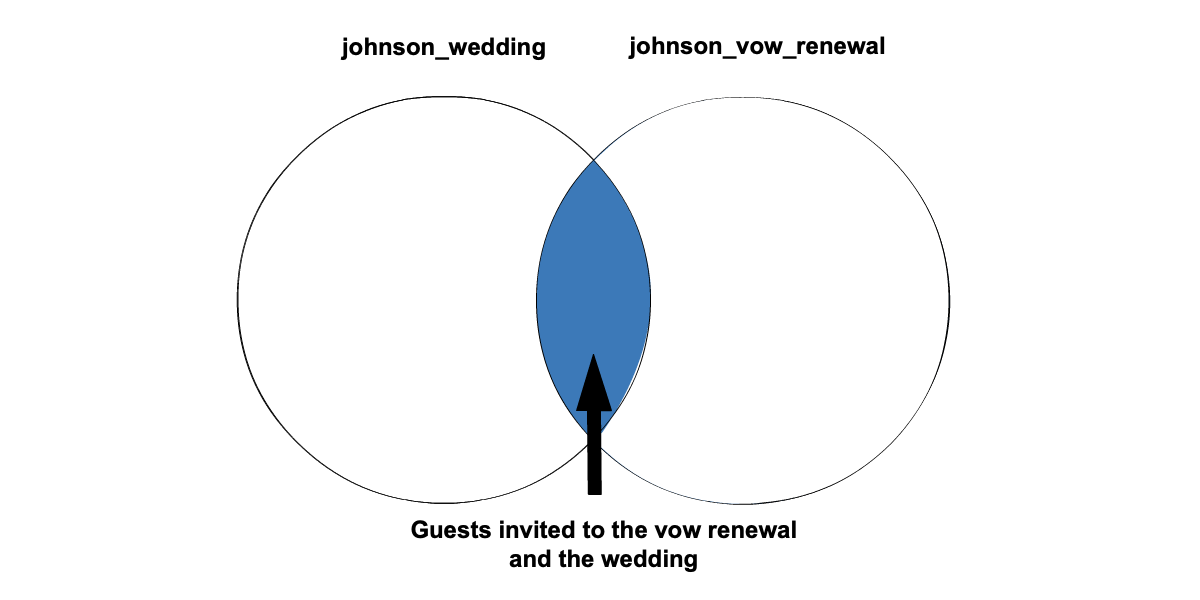 johnson_wedding
johnson_vow_renewal
Guests invited to the vow renewal
and the wedding